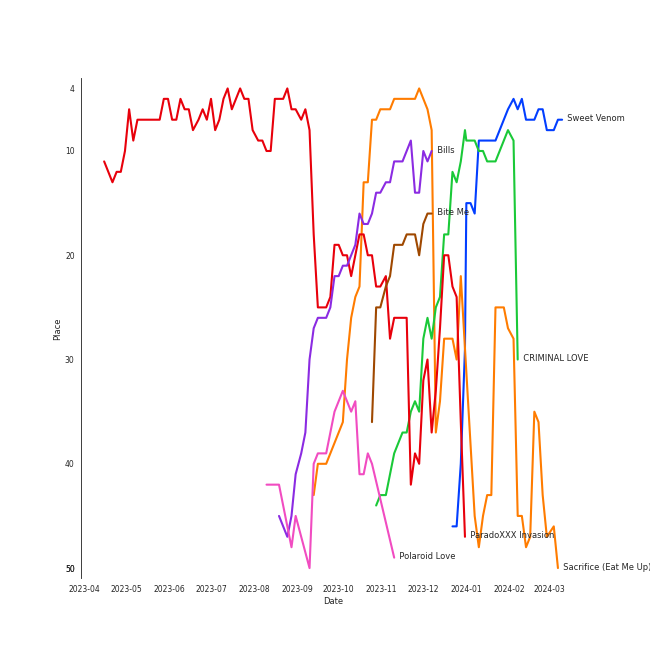 4
10
20
30
40
50
Place
Sweet Venom
Bills
Bite Me
CRIMINAL LOVE
ParadoXXX Invasion
Polaroid Love
Sacrifice (Eat Me Up)
2023-04 2023-05 2023-06 2023-07 2023-08 2023-09 2023-10 2023-11 2023-12 2024-01 2024-02 2024-03
Date